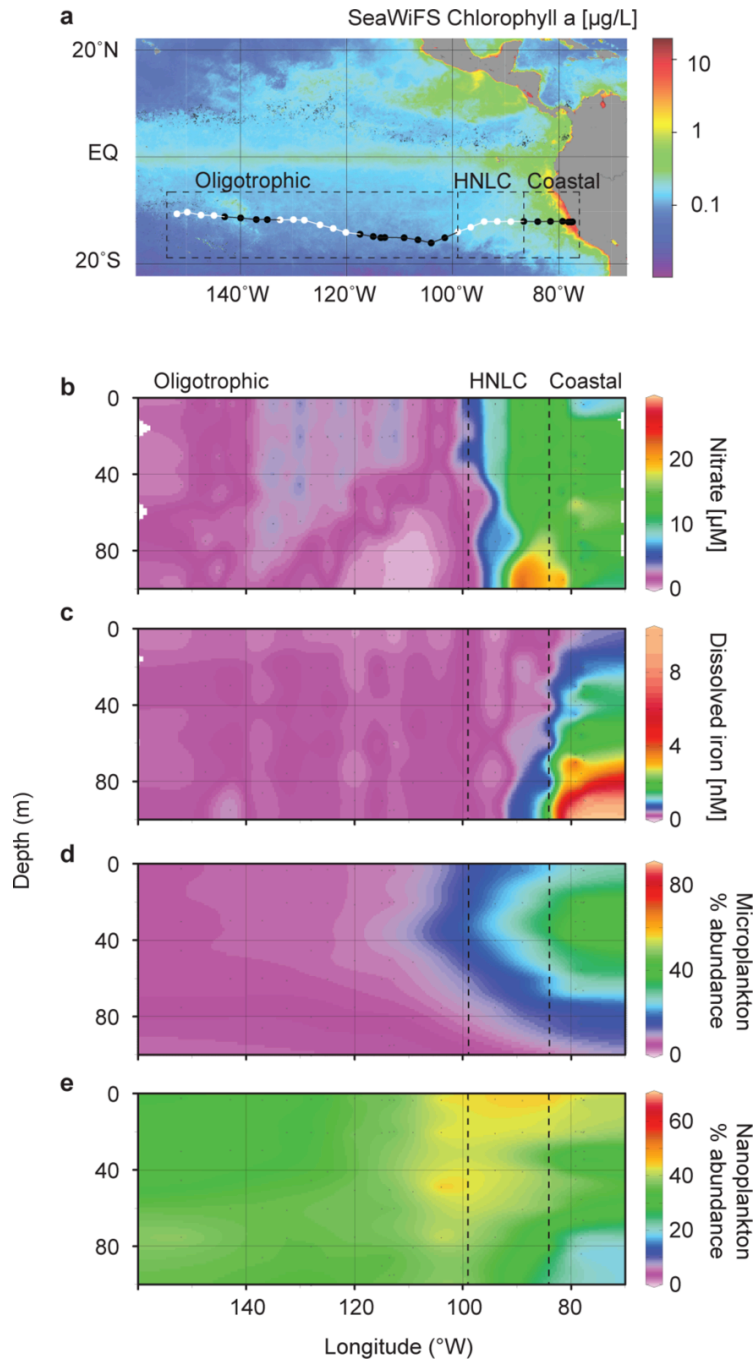 a
SeaWiFS Chlorophyll a [µg/L]
20°N
EQ
20°S
Oligotrophic
HNLC
Coastal
140°W
120°W
100°W
80°W
10
1
0.1
Oligotrophic
HNLC
Coastal
b
0
40
80
20
10
0
Nitrate [µM]
c
0
40
80
8
4
0
Dissolved iron [nM]
Depth (m)
d
0
40
80
80
60
40
20
0
Microplankton
% abundance
e
0
40
80
60
40
20
0
Nanoplankton
% abundance
140
120
100
80
Longitude (°W)